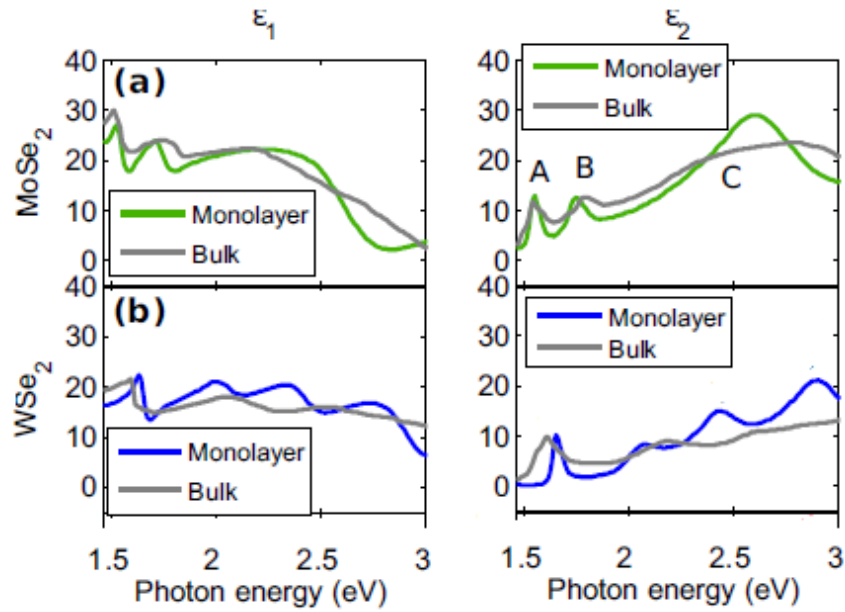 ε1 ε2
40
30
20
10
0
MoSe2
(a)
Monolayer
Bulk
40
30
20
10
0
A
B
C
Monolayer
Bulk
40
30
20
10
0
WSe2
(b)
Monolayer
Bulk
1.5 2 2.5 3
Photon energy (eV)
40
30
20
10
0
Monolayer
Bulk
1.5 2 2.5 3
Photon energy (eV)